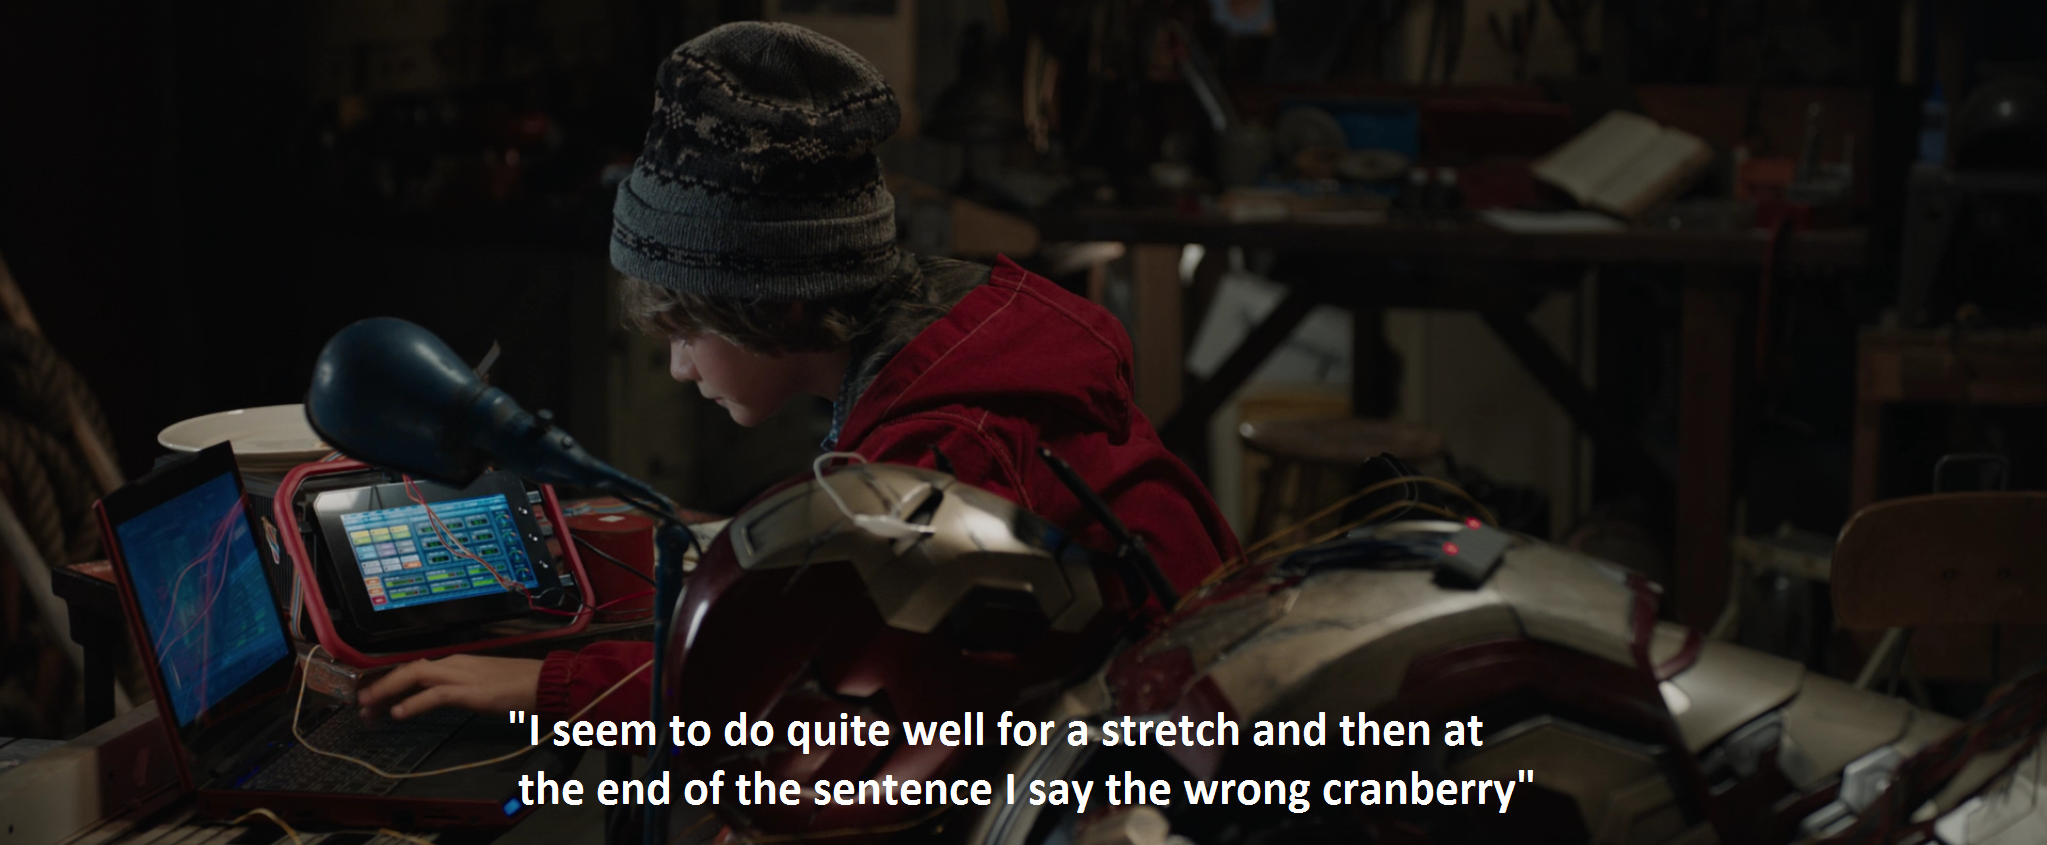 "I seem to do quite well for a stretch and then at
the end of the sentence I say the wrong cranberry"